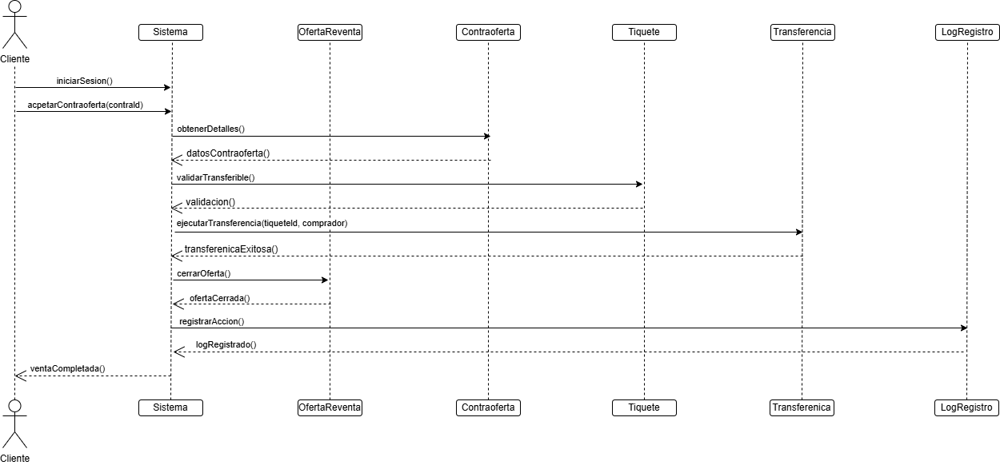 Cliente
Sistema
OfertaReventa
Contraoferta
Tiquete
Transferencia
LogRegistro
iniciarSesion()
acpetarContraoferta(contraId)
obtenerDetalles()
datosContraoferta()
validarTransferible()
validacion()
ejecutarTransferencia(tiqueteId, comprador)
transferenicaExitosa()
cerrarOferta()
ofertaCerrada()
registrarAccion()
logRegistrado()
ventaCompletada()
Sistema
OfertaReventa
Contraoferta
Tiquete
Transferenica
LogRegistro
Cliente